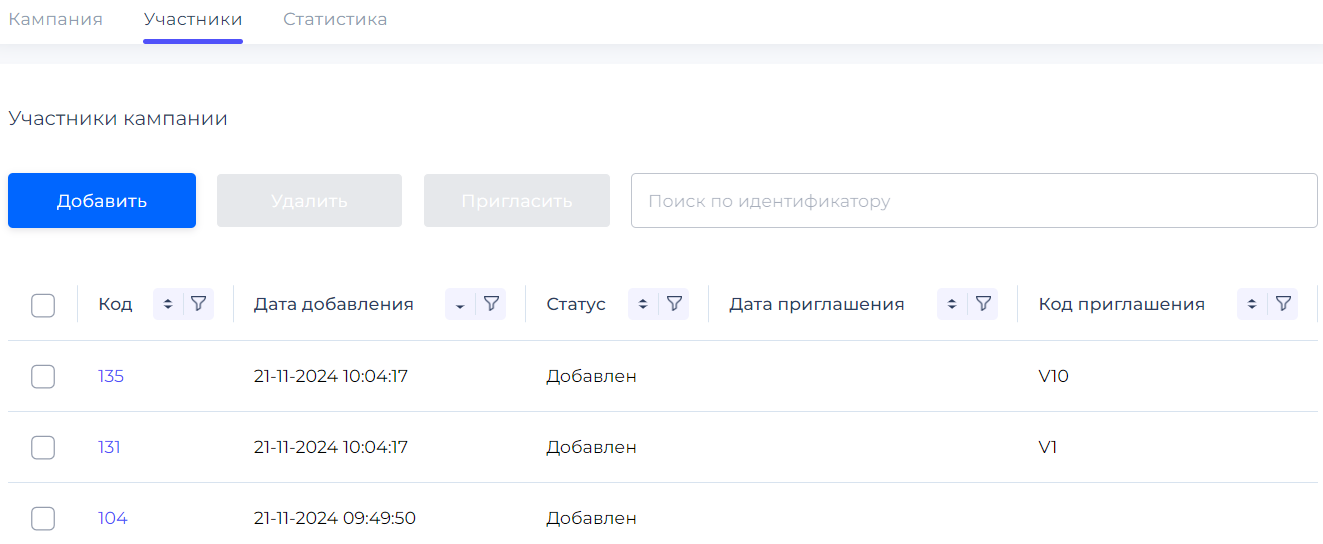 Кампания Участники Статистика
Участники кампании
Добавить Удалить Пригласить Поиск по идентификатору
Код Дата добавления Статус Дата приглашения Код приглашения
135 21-11-2024 10:04:17 Добавлен V10
131 21-11-2024 10:04:17 Добавлен V1
104 21-11-2024 09:49:50 Добавлен